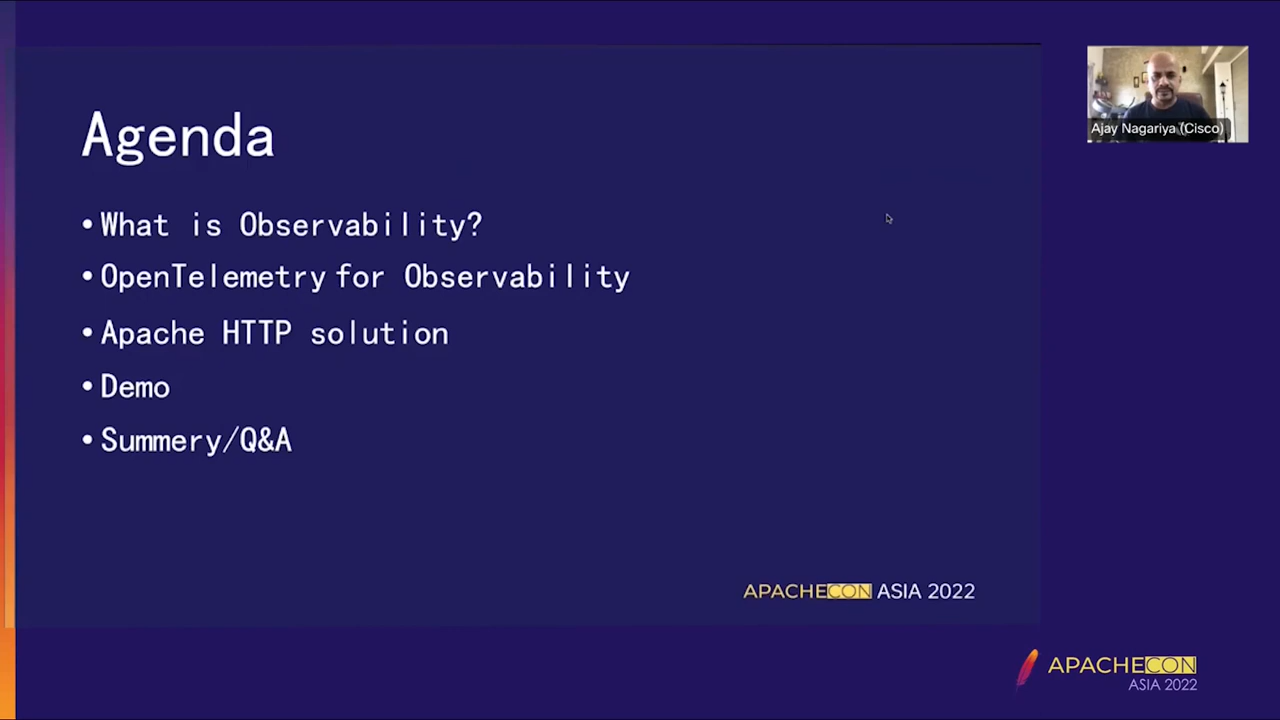 Agenda
•What is Observability?
•OpenTelemetry for Observability
•Apache HTTP solution
•Demo
•Summery/Q&A
APACHECON ASIA 2022
Ajay Nagariya (Cisco)
APACHECON
ASIA 2022